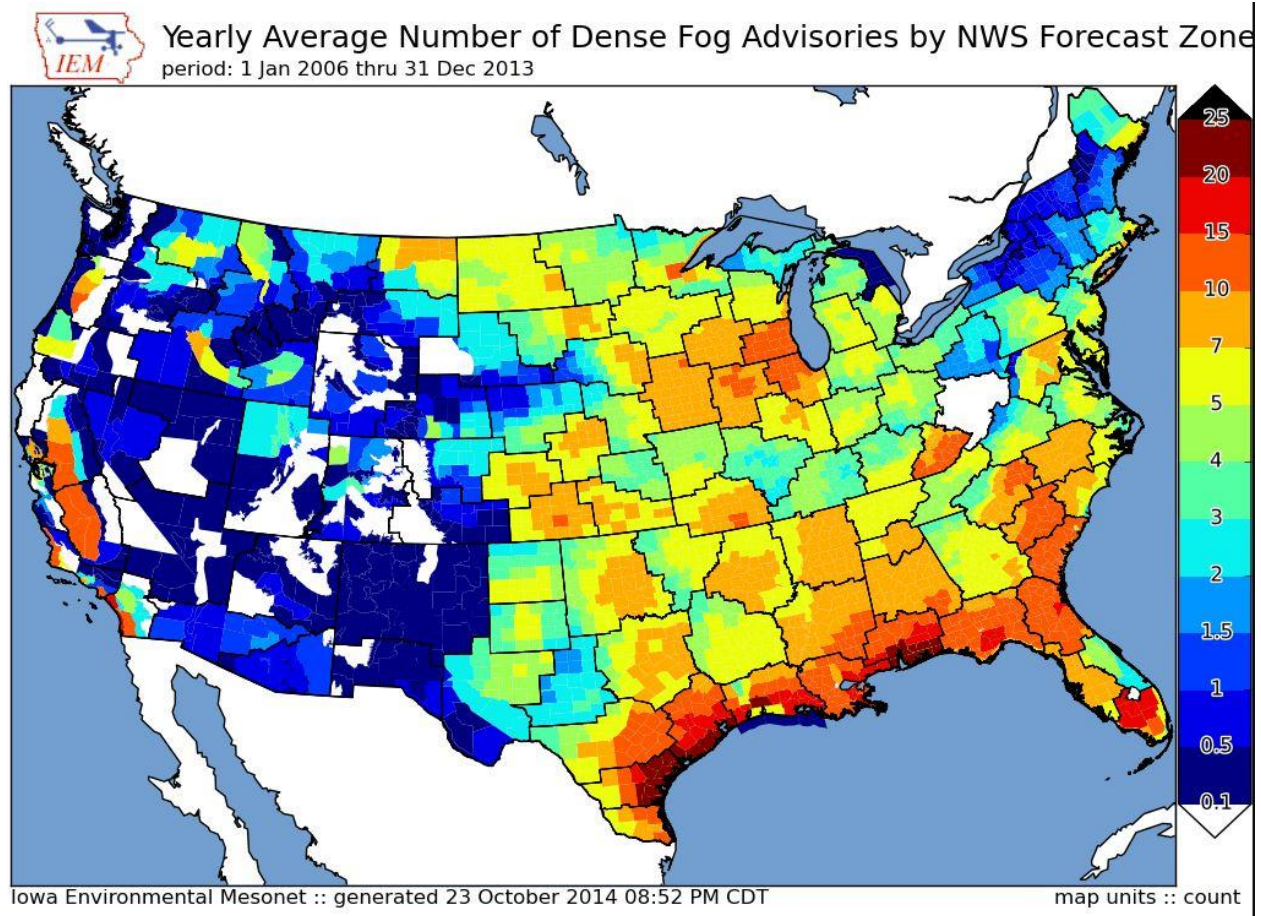 IEM
Yearly Average Number of Dense Fog Advisories by NWS Forecast Zone
period: 1 Jan 2006 thru 31 Dec 2013
25
20
15
10
7
5
4
3
2
1.5
1
0.5
0.1
Iowa Environmental Mesonet :: generated 23 October 2014 08:52 PM CDT
map units :: count